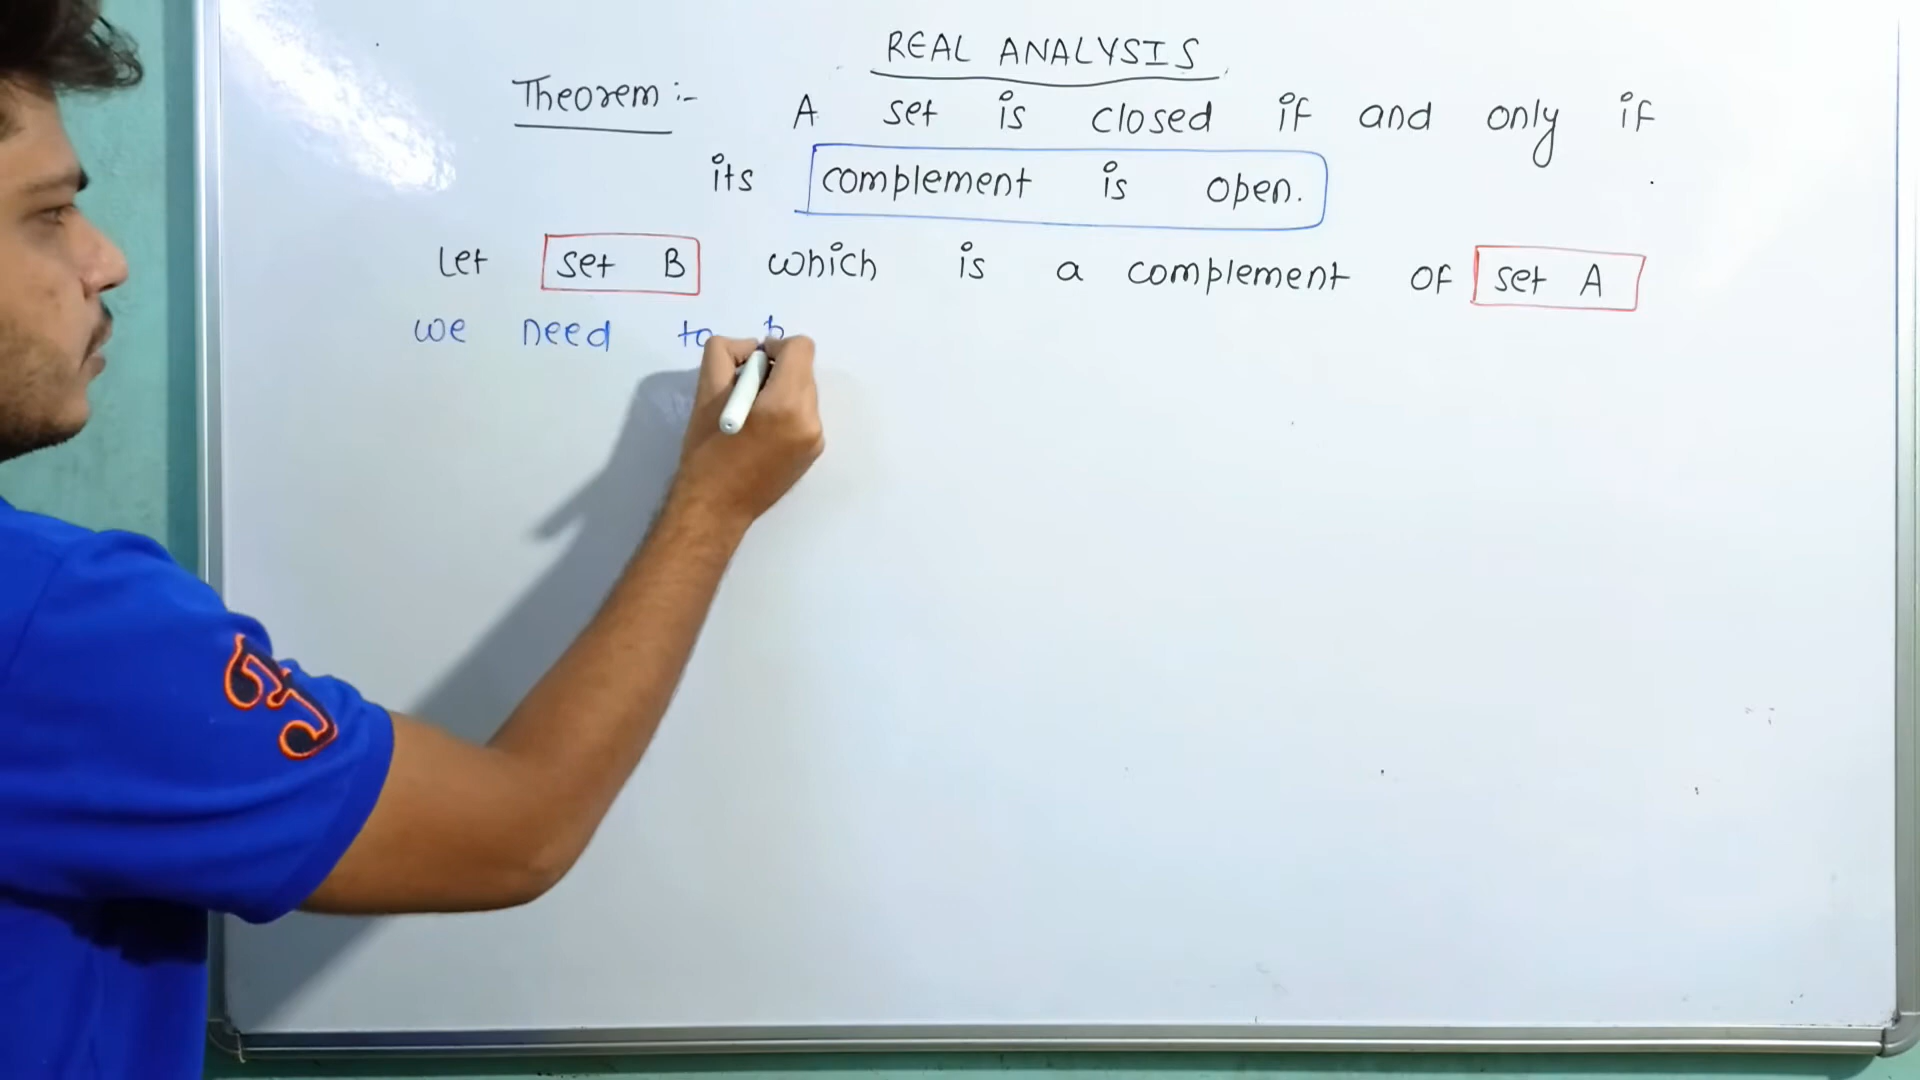 REAL ANALYSIS
Theorem :-
A set is closed if and only if
its complement is open.
Let set B which is a complement of set A
we need to